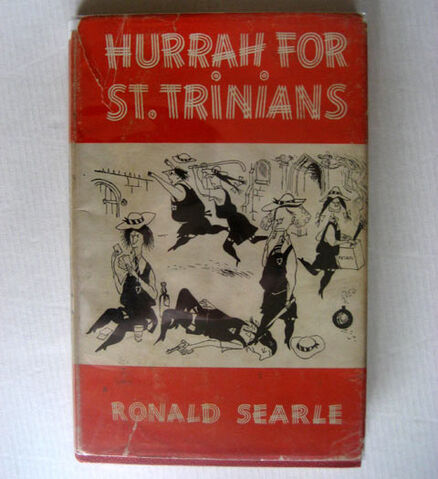 HURRAH FOR
ST. TRINIANS
RONALD SEARLE